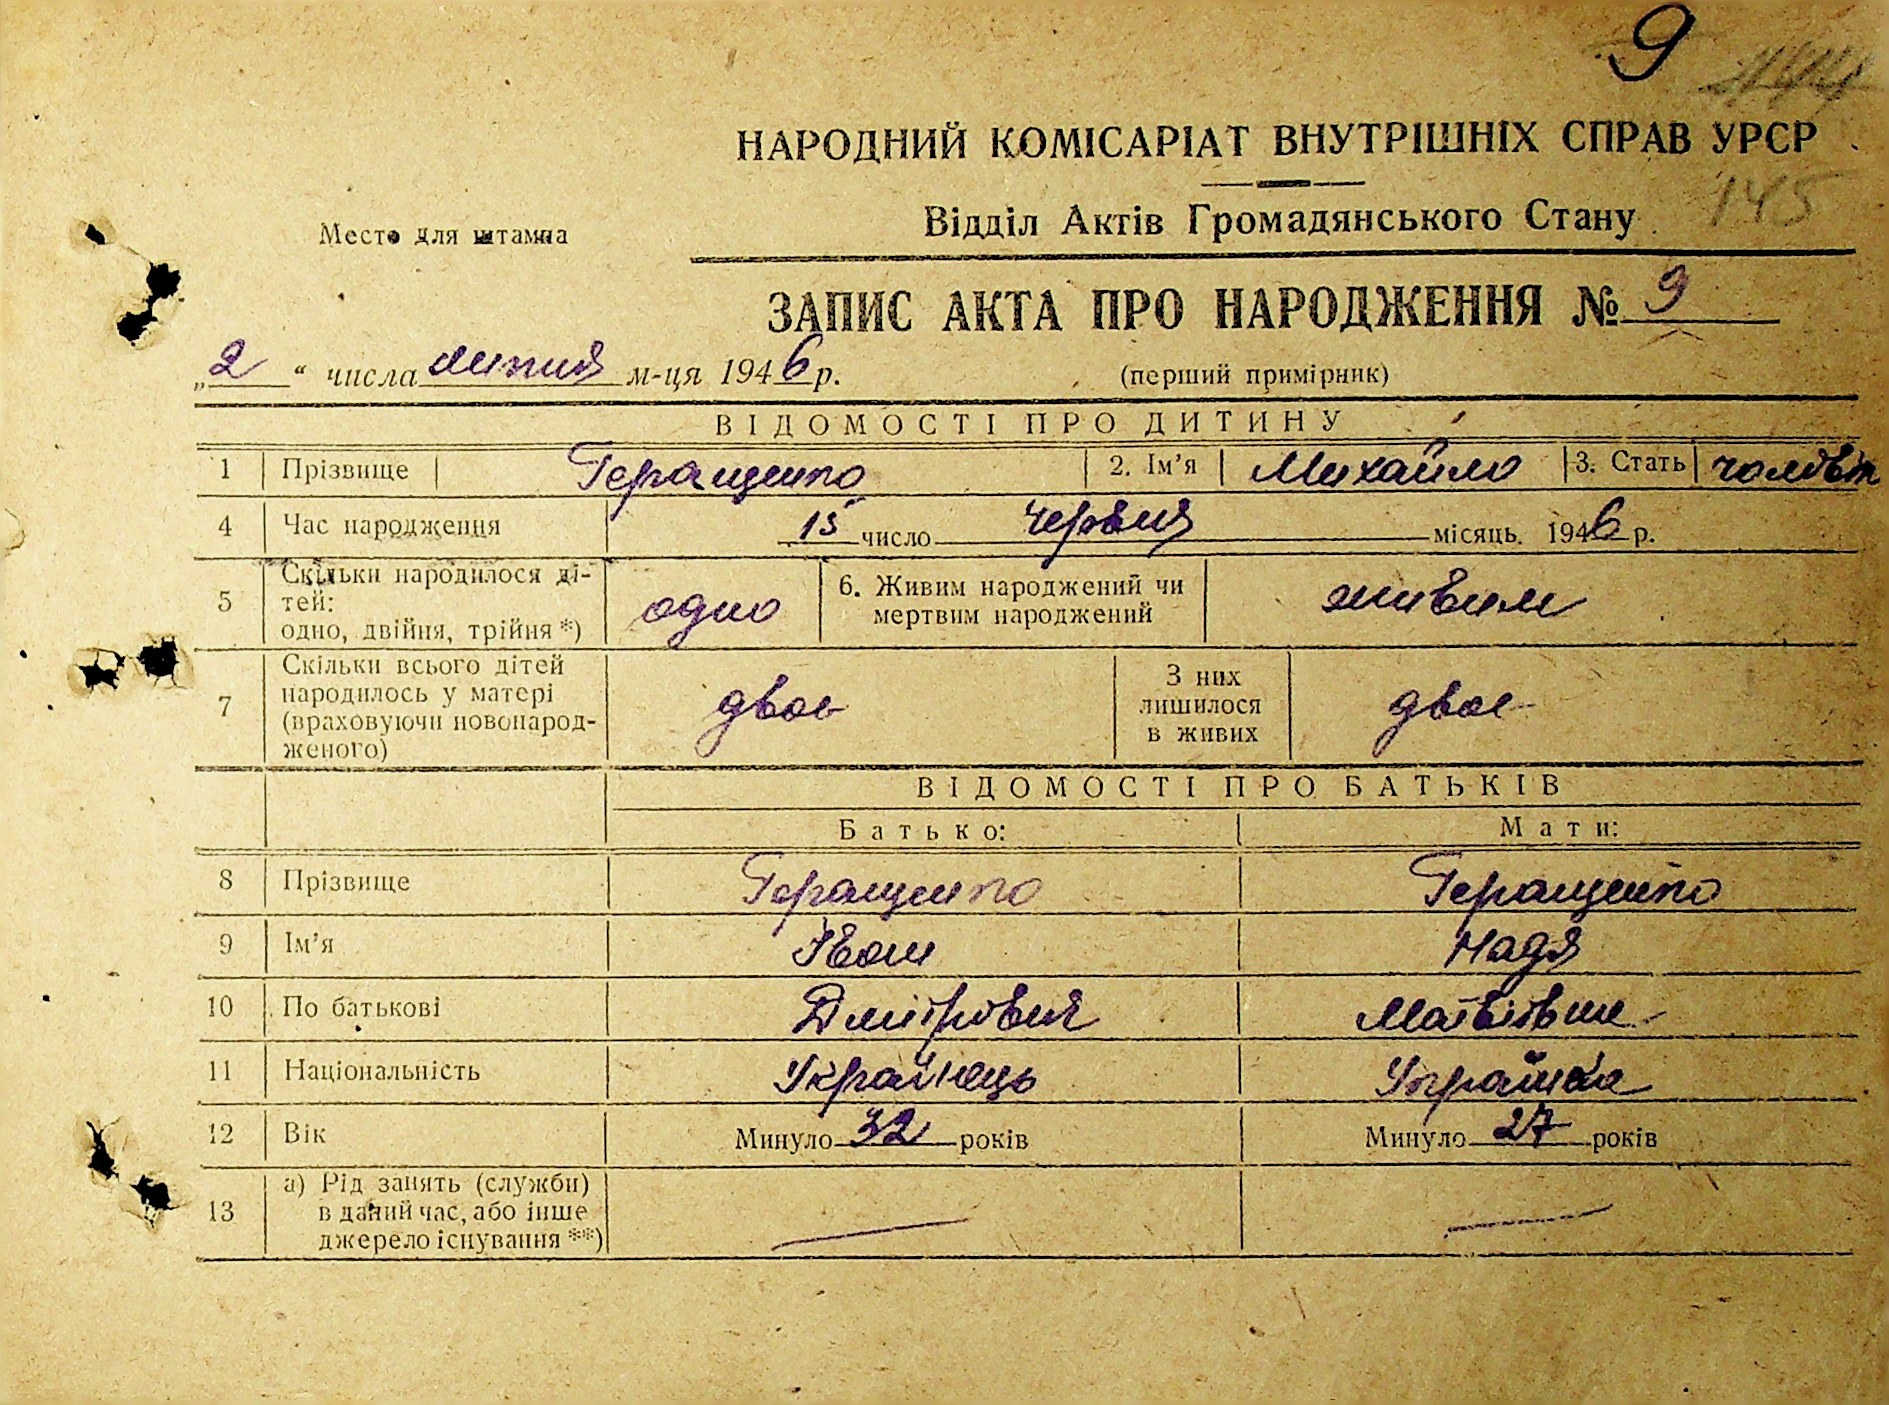 9
НАРОДНИЙ КОМІСАРІАТ ВНУТРІШНІХ СПРАВ УРСР
145
Место для штампа
Відділ Актів Громадянського Стану
ЗАПИС АКТА ПРО НАРОДЖЕННЯ № 9
„2“ числа липня м-ця 1946 р. (перший примірник)
ВІДОМОСТІ ПРО ДИТИНУ
1 Прізвище Геращенко 2. Ім’я Михайло 3. Стать чоловік
4 Час народження 15 число червня місяць. 1946 р.
5 Скільки народилося ді-
тей:
одно, двійня, трійня *) одно 6. Живим народжений чи
мертвим народжений живим
7 Скільки всього дітей
народилось у матері
(враховуючи новонарод-
женого) двоє З них
лишилося
в живих двоє
ВІДОМОСТІ ПРО БАТЬКІВ
Батько: Мати:
8 Прізвище Геращенко Геращенко
9 Ім’я Іван Надя
10 По батькові Дмитрович Матвіївна
11 Національність Українець Українка
12 Вік Минуло 32 років Минуло 27 років
13 а) Рід занять (служби)
в даний час, або інше
джерело існування **)